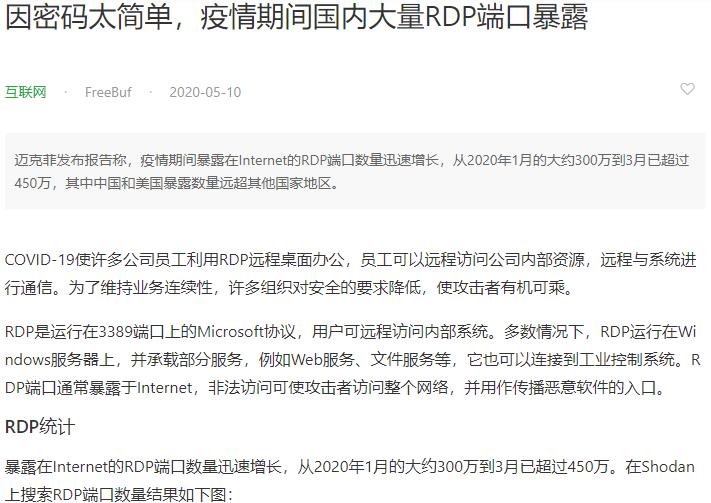 因密码太简单，疫情期间国内大量RDP端口暴露
互联网 · FreeBuf · 2020-05-10
迈克菲发布报告称，疫情期间暴露在Internet的RDP端口数量迅速增长，从2020年1月的大约300万到3月已超过
450万，其中中国和美国暴露数量远超其他国家地区。
COVID-19使许多公司员工利用RDP远程桌面办公，员工可以远程访问公司内部资源，远程与系统进
行通信。为了维持业务连续性，许多组织对安全的要求降低，使攻击者有机可乘。
RDP是运行在3389端口上的Microsoft协议，用户可远程访问内部系统。多数情况下，RDP运行在Wi
ndows服务器上，并承载部分服务，例如Web服务、文件服务等，它也可以连接到工业控制系统。R
DP端口通常暴露于Internet，非法访问可使攻击者访问整个网络，并用作传播恶意软件的入口。
RDP统计
暴露在Internet的RDP端口数量迅速增长，从2020年1月的大约300万到3月已超过450万。在Shodan
上搜索RDP端口数量结果如下图：